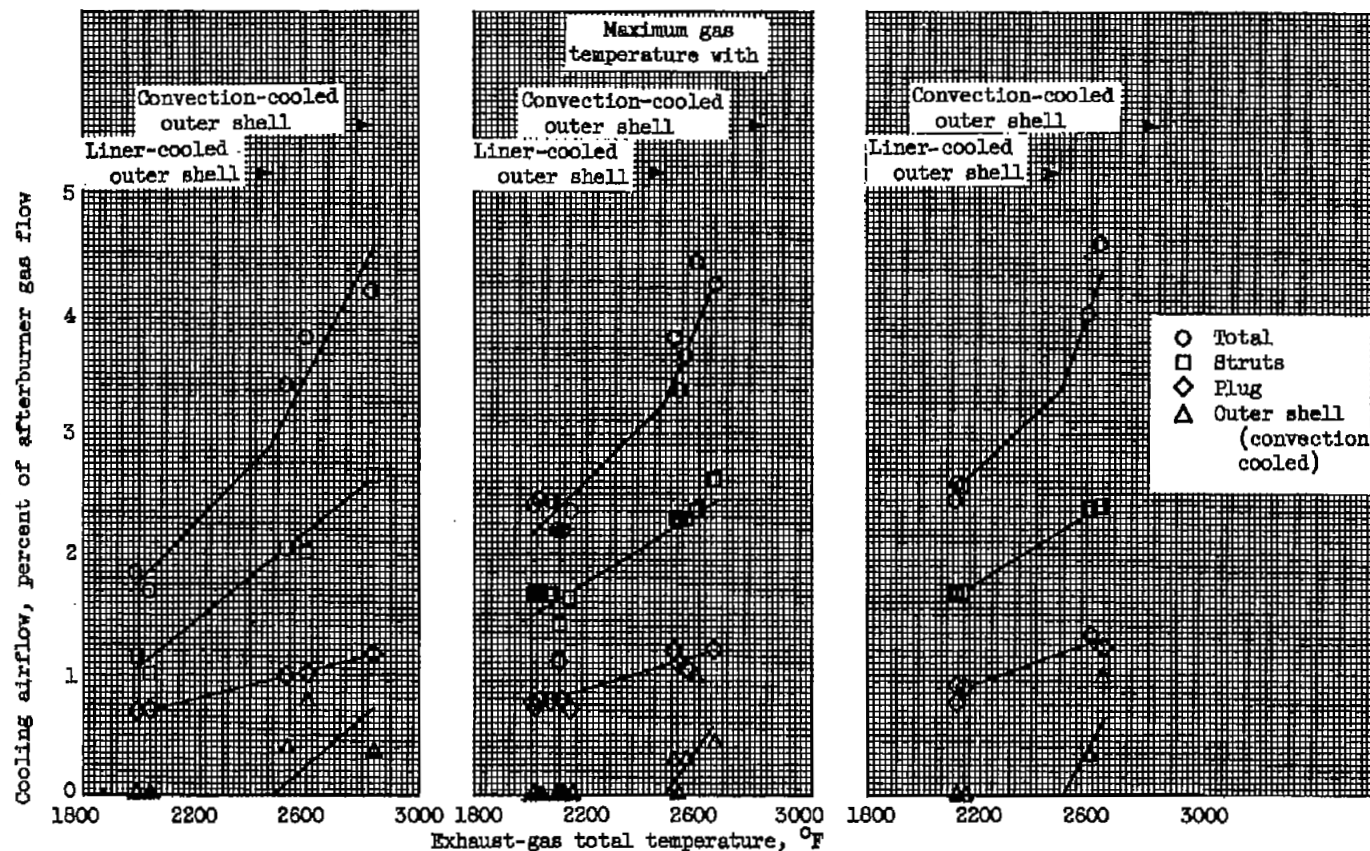 Maximum gas
temperature with
Convection-cooled
outer shell
Liner-cooled
outer shell
Convection-cooled
outer shell
Liner-cooled
outer shell
Convection-cooled
outer shell
Liner-cooled
outer shell
Cooling airflow, percent of afterburner gas flow
5
4
3
2
1
0
Total
Struts
Plug
Outer shell
(convection
cooled)
1800 2200 2600 3000
1800 2200 2600 3000
1800 2200 2600 3000
Exhaust-gas total temperature, °F